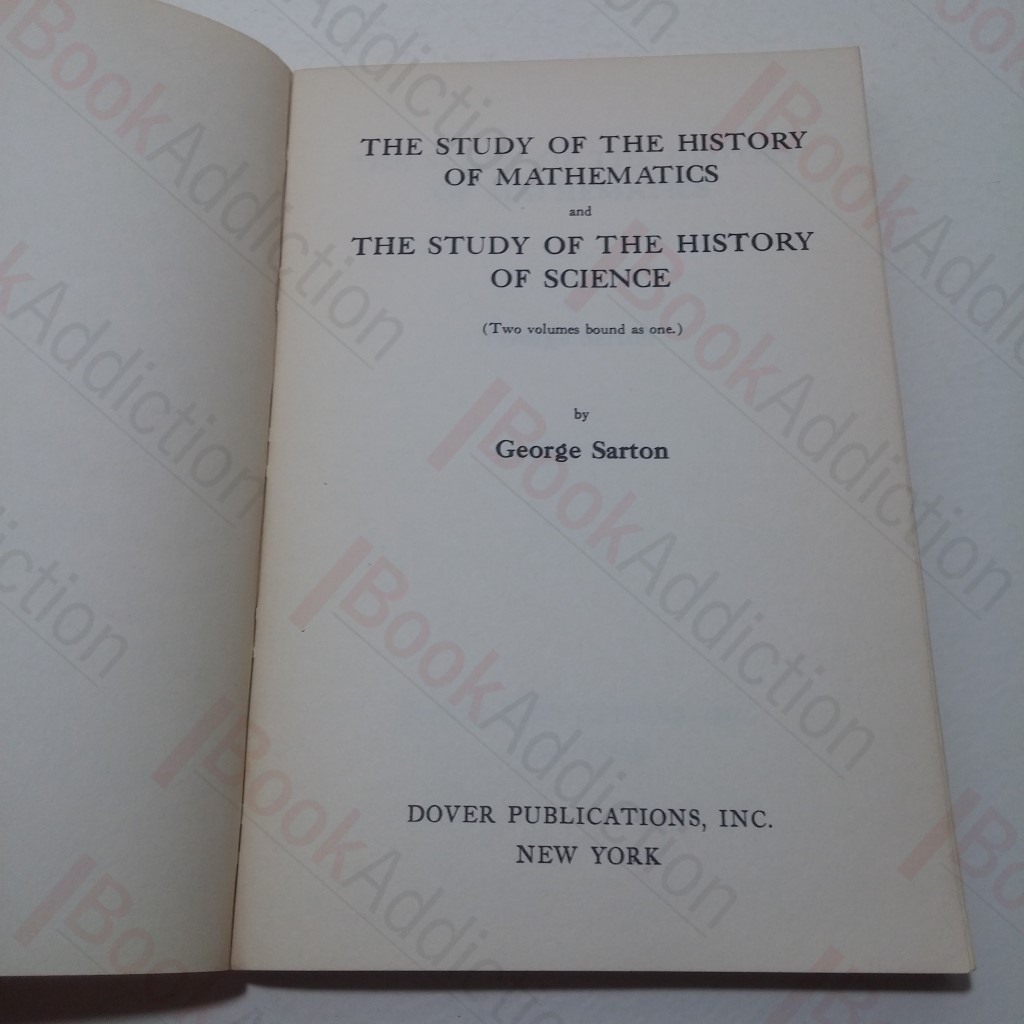 THE STUDY OF THE HISTORY
OF MATHEMATICS
and
THE STUDY OF THE HISTORY
OF SCIENCE
(Two volumes bound as one.)
by
George Sarton
DOVER PUBLICATIONS, INC.
NEW YORK
BookAddiction